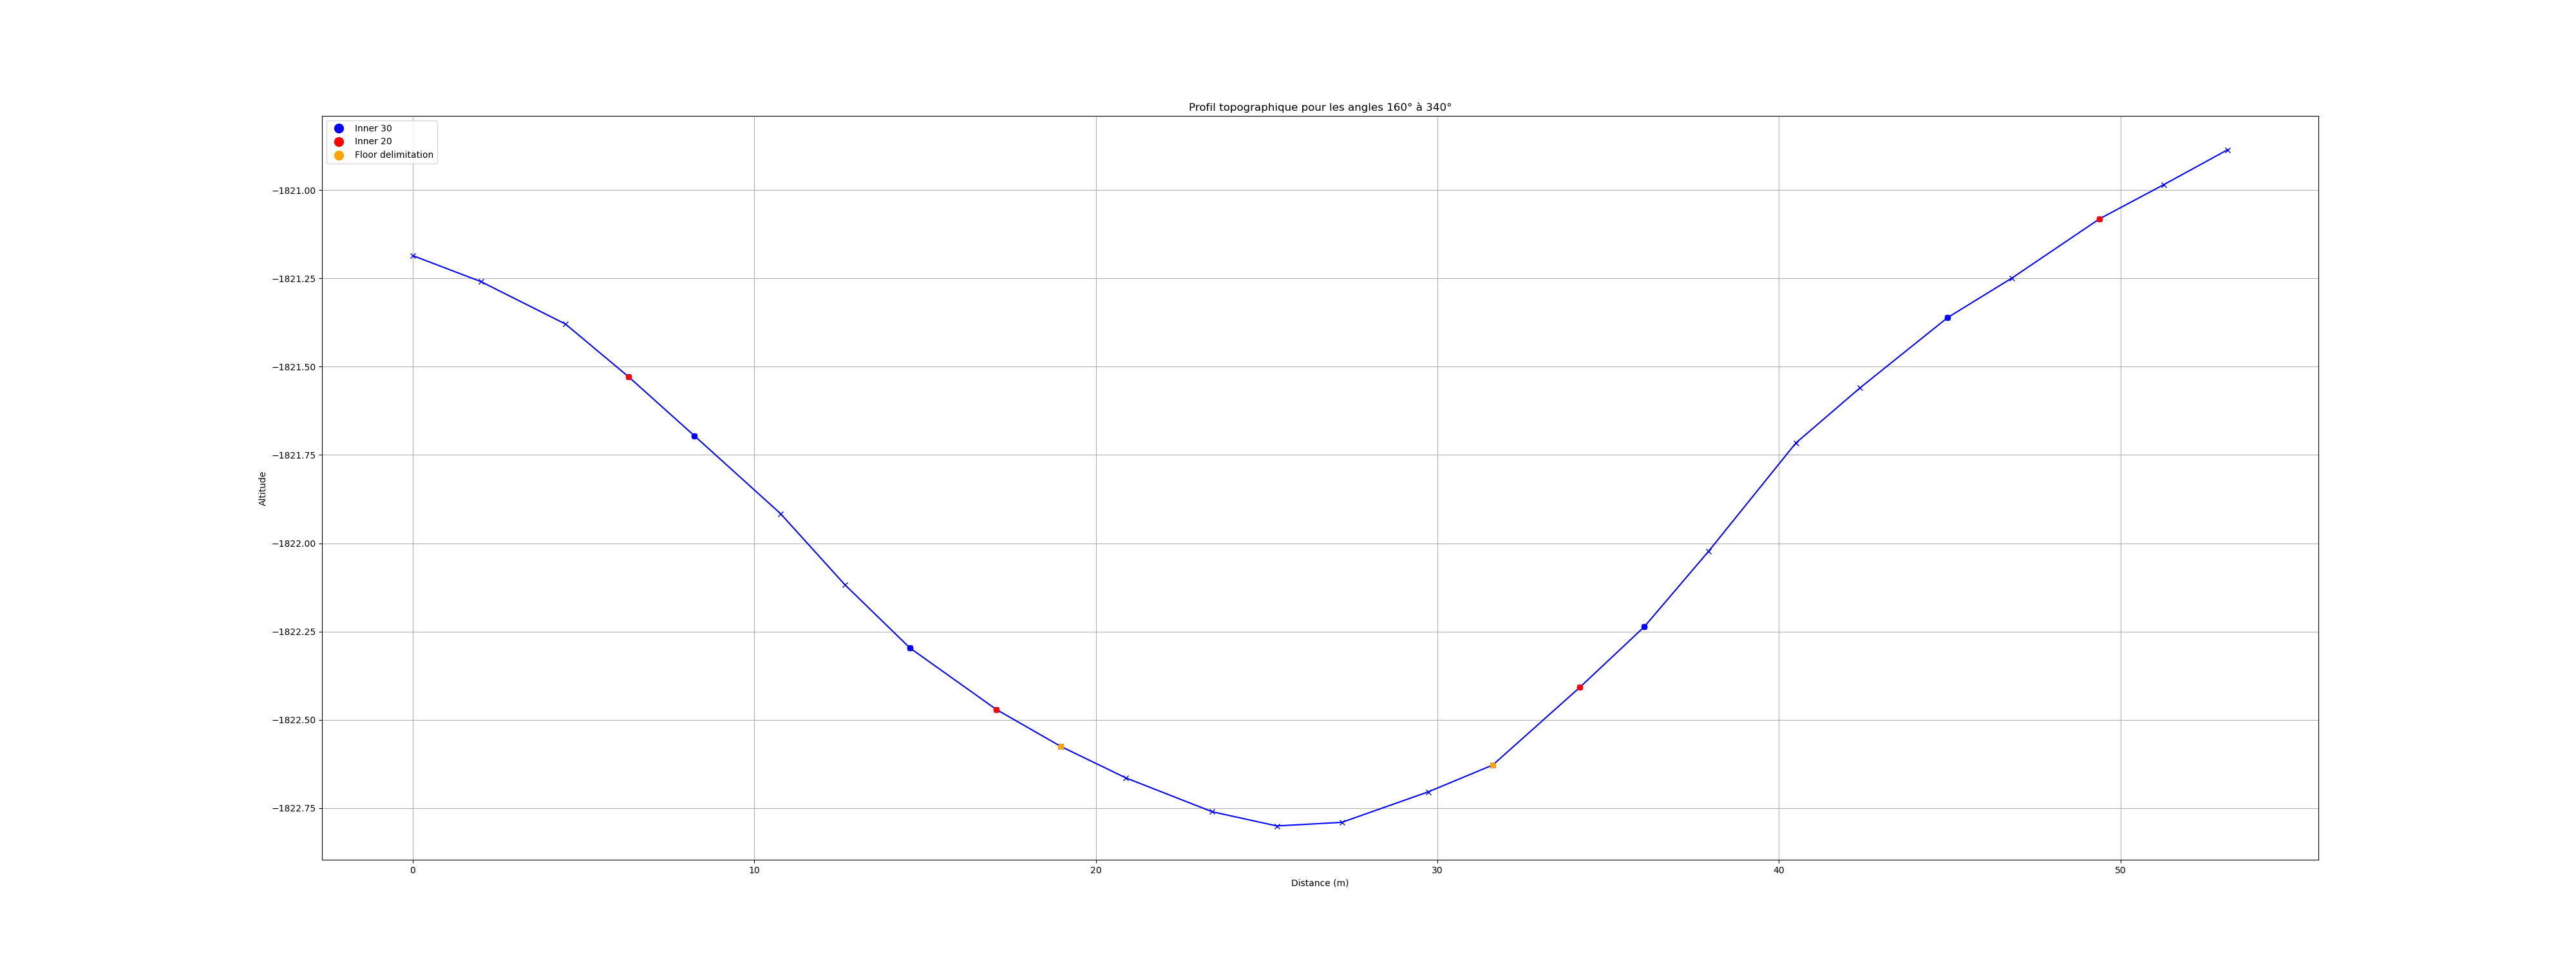 Profil topographique pour les angles 160° à 340°
Inner 30
Inner 20
Floor delimitation
−1821.00
−1821.25
−1821.50
−1821.75
−1822.00
−1822.25
−1822.50
−1822.75
Altitude
0 10 20 30 40 50
Distance (m)